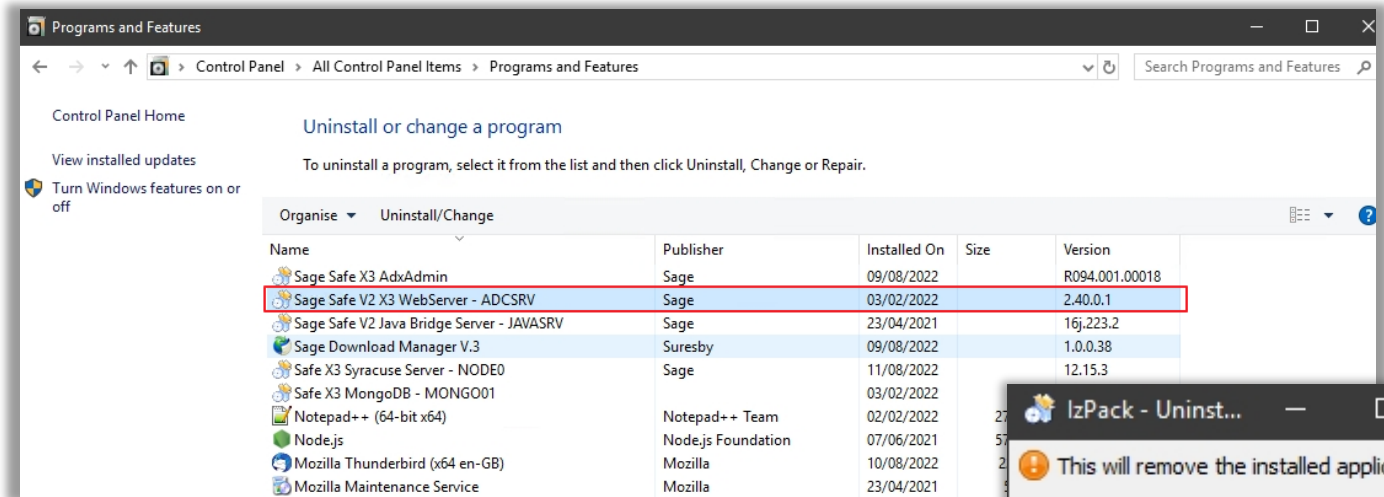 Programs and Features
Control Panel > All Control Panel Items > Programs and Features
Search Programs and Features
Control Panel Home
View installed updates
Turn Windows features on or
off
Uninstall or change a program
To uninstall a program, select it from the list and then click Uninstall, Change or Repair.
Organise Uninstall/Change
Name Publisher Installed On Size Version
Sage Safe X3 AdxAdmin Sage 09/08/2022 R094.001.00018
Sage Safe V2 X3 WebServer - ADCSRV Sage 03/02/2022 2.40.0.1
Sage Safe V2 Java Bridge Server - JAVASRV Sage 23/04/2021 16j.223.2
Sage Download Manager V.3 Suresby 09/08/2022 1.0.0.38
Safe X3 Syracuse Server - NODE0 Sage 11/08/2022 12.15.3
Safe X3 MongoDB - MONGO01 03/02/2022
Notepad++ (64-bit x64) Notepad++ Team 02/02/2022
Node.js Node.js Foundation 07/06/2021
Mozilla Thunderbird (x64 en-GB) Mozilla 10/08/2022
Mozilla Maintenance Service Mozilla 23/04/2021
IzPack - Uninst...
This will remove the installed